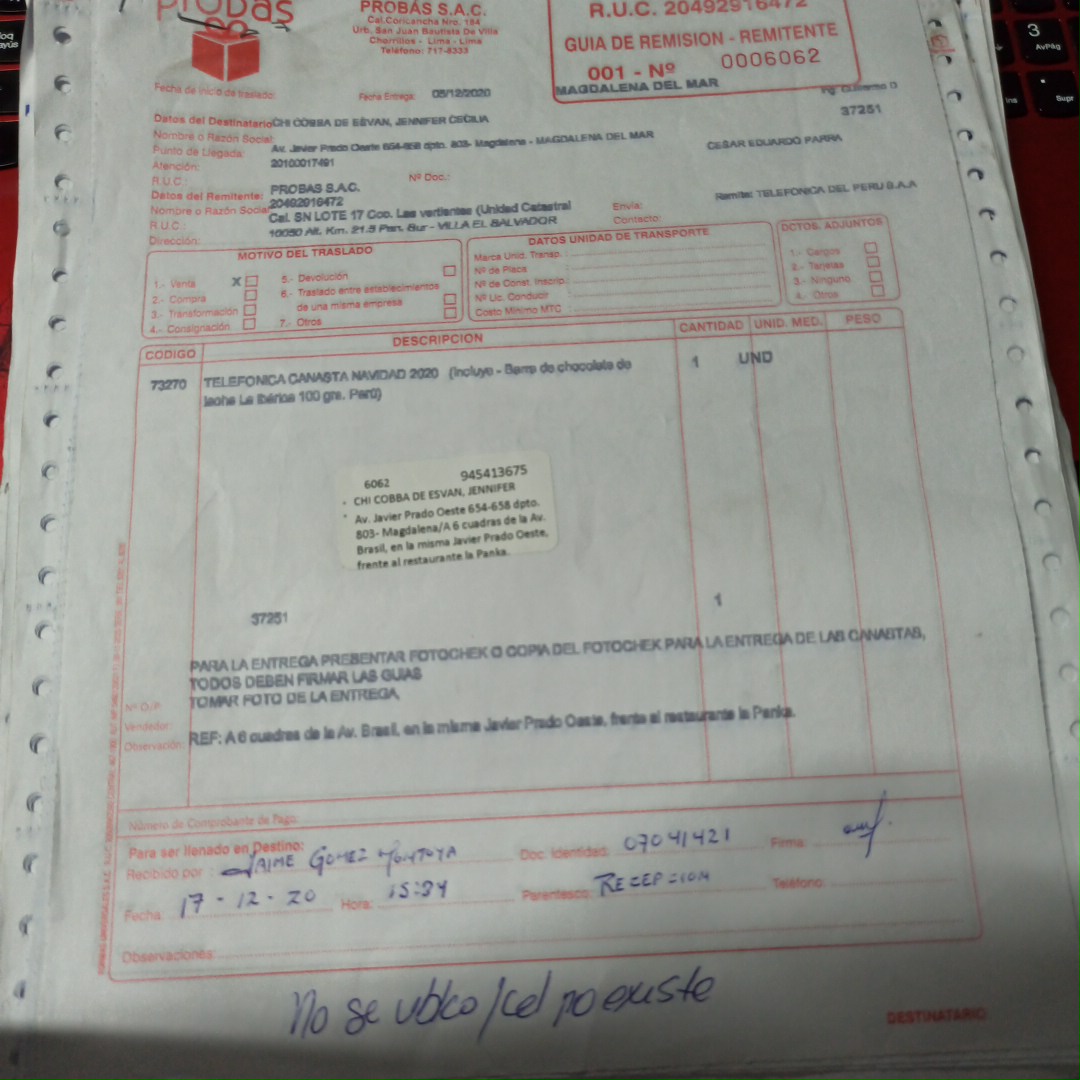 PROBAS
PROBÁS S.A.C.
Cal.Coricancha Nro. 184
Urb. San Juan Bautista De Villa
Chorrillos - Lima - Lima
Teléfono: 717-8333
R.U.C. 20492916472
GUIA DE REMISION - REMITENTE
001 - Nº 0006062
Fecha de inicio de traslado:
Fecha Entrega: 05/12/2020
MAGDALENA DEL MAR
37251
Datos del Destinatario CHI COBBA DE ESVAN, JENNIFER CECILIA
Nombre o Razón Social:
Punto de Llegada: Av. Javier Prado Oeste 654-658 dpto. 803- Magdalena - MAGDALENA DEL MAR
CESAR EDUARDO PARRA
Atención: 20100017491
R.U.C.: Nº Doc.:
Datos del Remitente: PROBAS S.A.C.
Remite: TELEFONICA DEL PERU S.A.A
Nombre o Razón Social: 20492916472
Envia:
R.U.C.: Cal. SN LOTE 17 Coo. Las vertientes (Unidad Catastral
Contacto:
Dirección: 10050 Alt. Km. 21.5 Pan. Sur - VILLA EL SALVADOR
MOTIVO DEL TRASLADO
1.- Venta X
2.- Compra
3.- Transformación
4.- Consignación
5.- Devolución
6.- Traslado entre establecimientos
de una misma empresa
7.- Otros
DATOS UNIDAD DE TRANSPORTE
Marca Unid. Transp. :
Nº de Placa :
Nº de Const. Inscrip.:
Nº Lic. Conducir :
Costo Mínimo MTC :
DCTOS. ADJUNTOS
1.- Cargos
2.- Tarjetas
3.- Ninguno
4.- Otros
CODIGO DESCRIPCION CANTIDAD UNID. MED. PESO
73270 TELEFONICA CANASTA NAVIDAD 2020 (Incluye - Barra de chocolate de 1 UND
leche La Ibérica 100 grs. Perú)
6062 945413675
CHI COBBA DE ESVAN, JENNIFER
Av. Javier Prado Oeste 654-658 dpto.
803- Magdalena/A 6 cuadras de la Av.
Brasil, en la misma Javier Prado Oeste,
frente al restaurante la Panka.
37251 1
PARA LA ENTREGA PRESENTAR FOTOCHEK O COPIA DEL FOTOCHEK PARA LA ENTREGA DE LAS CANASTAS,
TODOS DEBEN FIRMAR LAS GUIAS
Nº O./P. TOMAR FOTO DE LA ENTREGA,
Vendedor:
Observación: REF: A 6 cuadras de la Av. Brasil, en la misma Javier Prado Oeste, frente al restaurante la Panka.
Número de Comprobante de Pago:
Para ser llenado en Destino:
Recibido por : JAIME GOMEZ MONTOYA Doc. Identidad: 07041421 Firma:
Fecha: 17 - 12 - 20 Hora: 15:34 Parentesco: RECEPCION Teléfono:
Observaciones:
No se ubico/cel no existe
DESTINATARIO